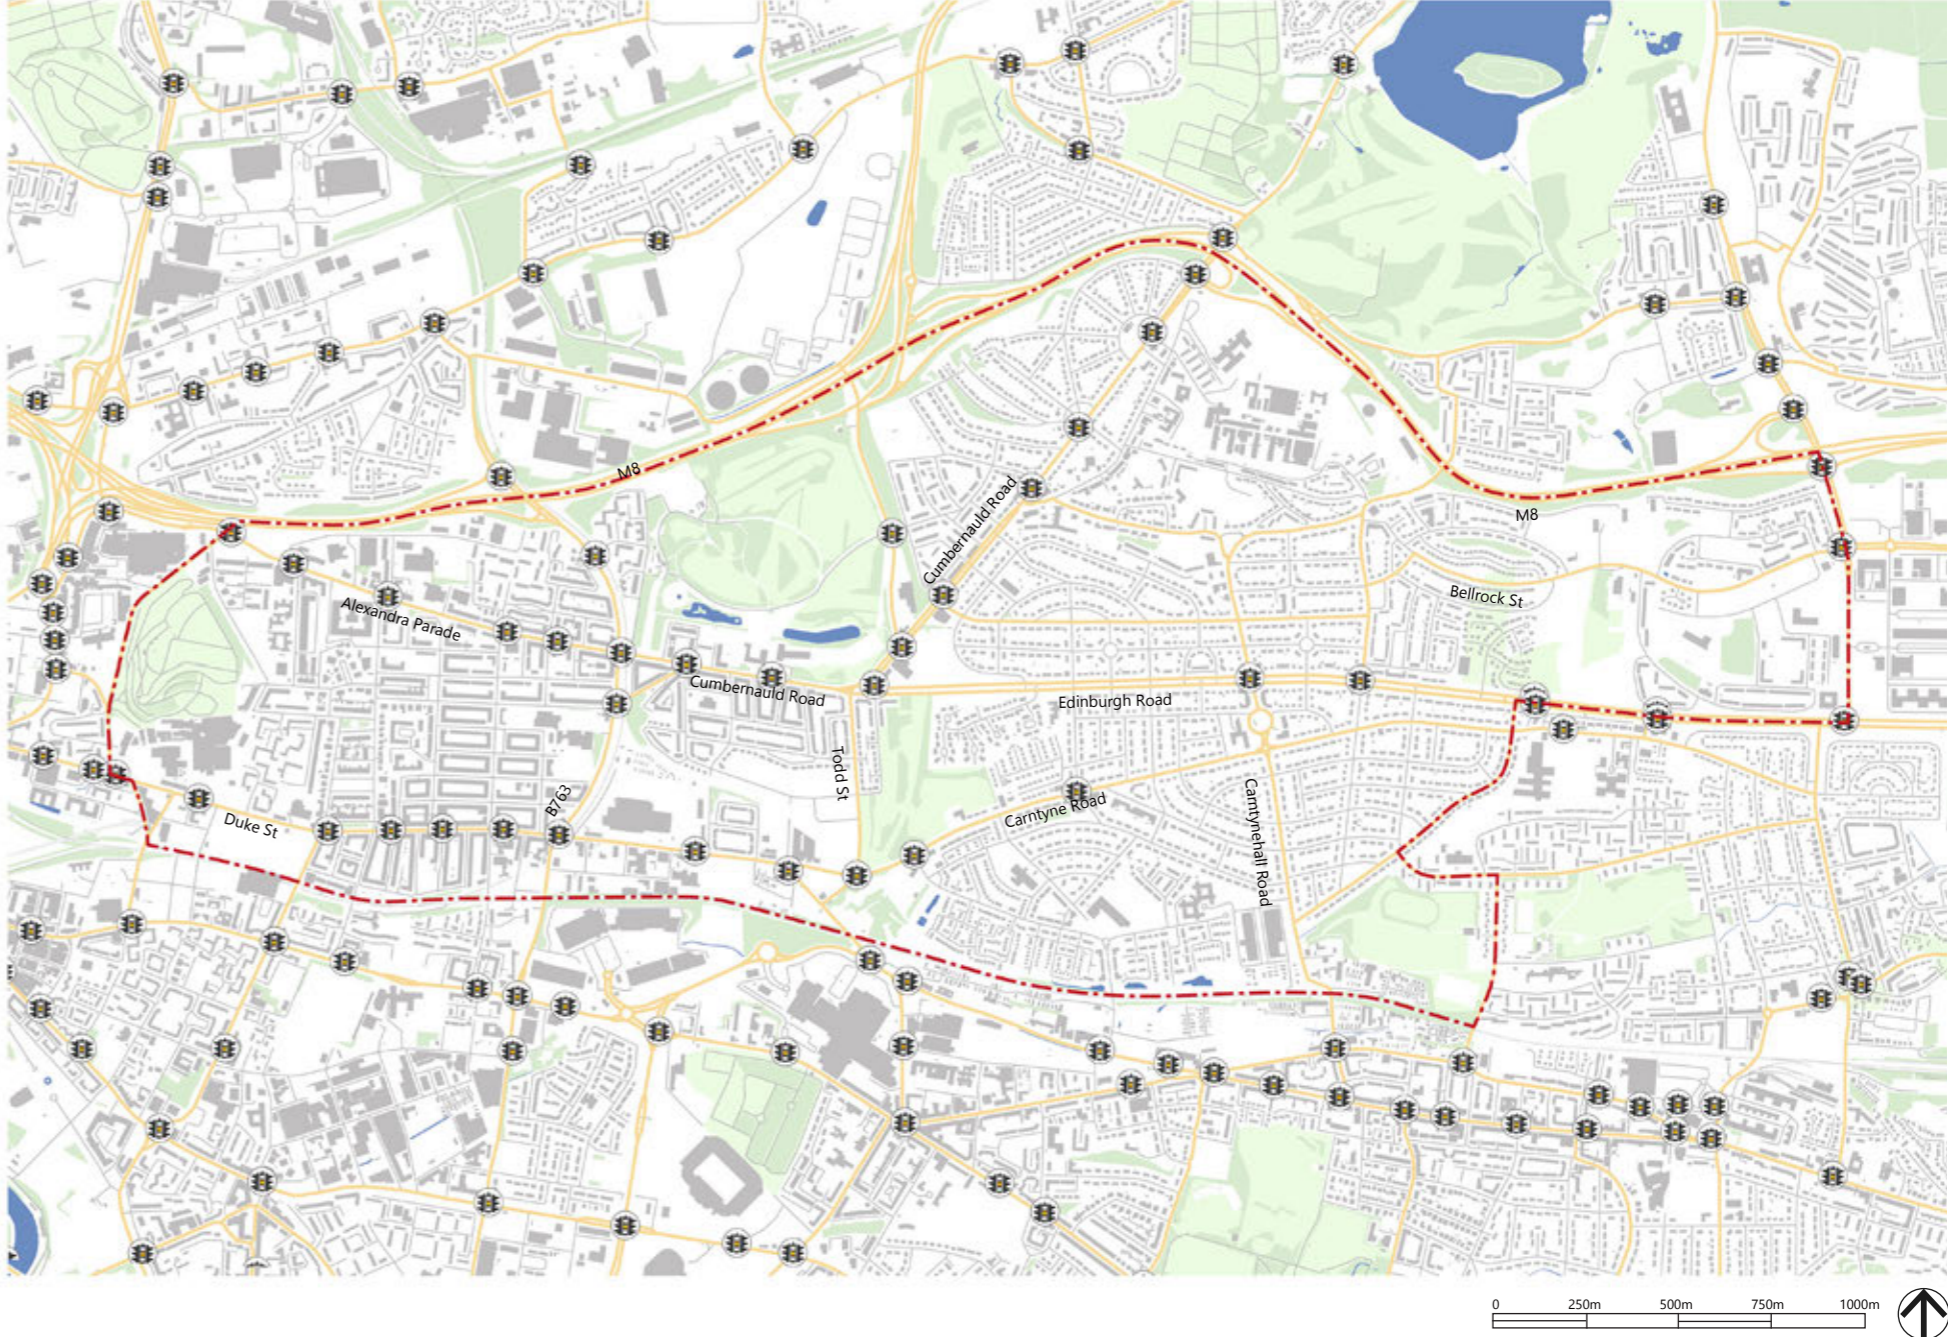 M8
Cumbernauld Road
M8
Bellrock St
Alexandra Parade
Cumbernauld Road
Edinburgh Road
Todd St
B763
Carntyne Road
Carntynehall Road
Duke St
0 250m 500m 750m 1000m